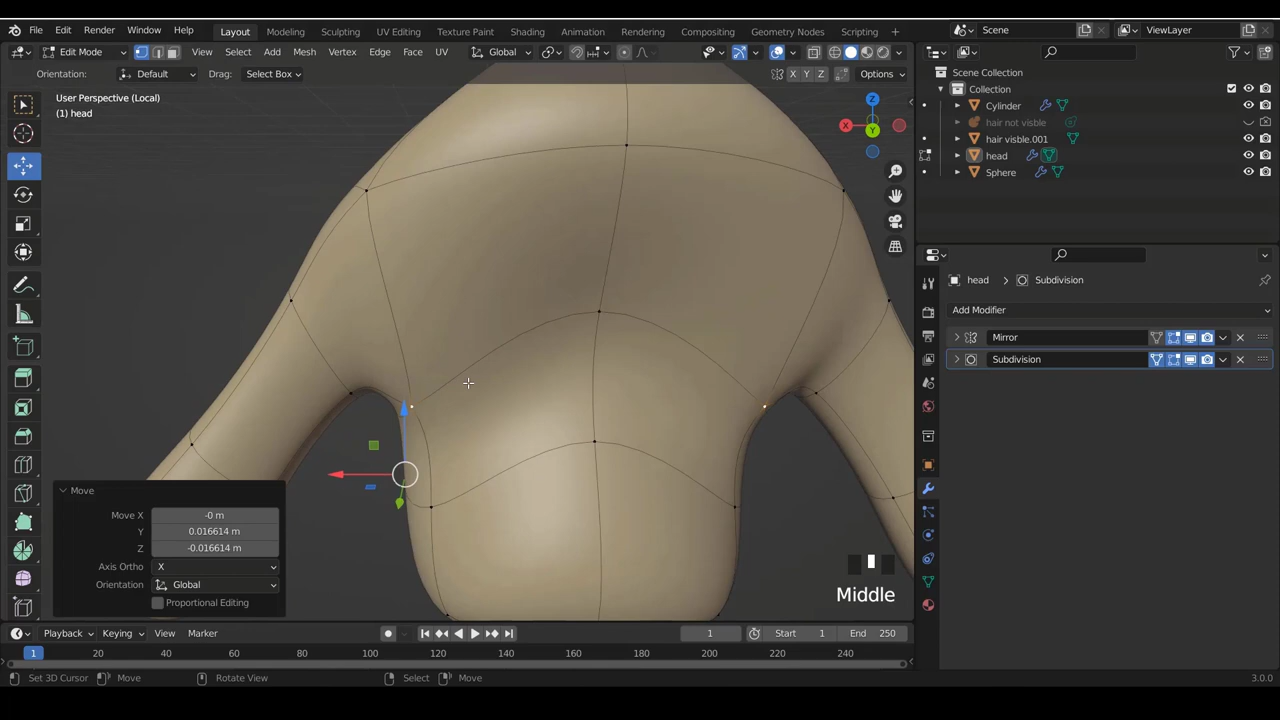 File Edit Render Window Help Layout Modeling Sculpting UV Editing Texture Paint Shading Animation Rendering Compositing Geometry Nodes Scripting Scene ViewLayer
Edit Mode View Select Add Mesh Vertex Edge Face UV Global
Orientation: Default Drag: Select Box X Y Z Options
Scene Collection
Collection
Cylinder
hair not visble
hair visble.001
head
Sphere
User Perspective (Local)
(1) head
X
Y
Z
head > Subdivision
Add Modifier
Mirror
Subdivision
Move
Move X -0 m
Y 0.016614 m
Z -0.016614 m
Axis Ortho X
Orientation Global
Proportional Editing
Middle
Playback Keying View Marker 1 Start 1 End 250
1 20 40 60 80 100 120 140 160 180 200 220 240
Set 3D Cursor Move Rotate View Select Move 3.0.0